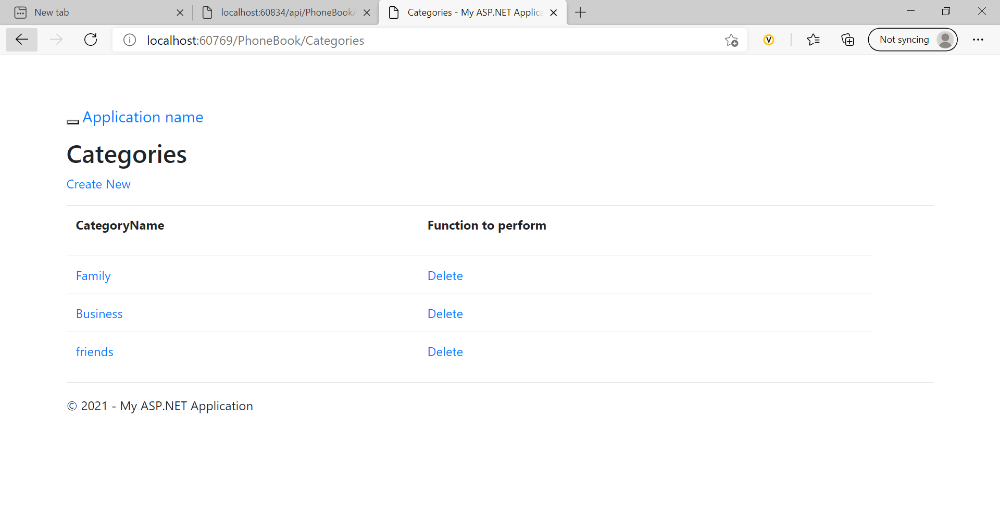 New tab
localhost:60834/api/PhoneBook
Categories - My ASP.NET Applic
localhost:60769/PhoneBook/Categories
V
Not syncing
Application name
Categories
Create New
CategoryName Function to perform
Family Delete
Business Delete
friends Delete
© 2021 - My ASP.NET Application